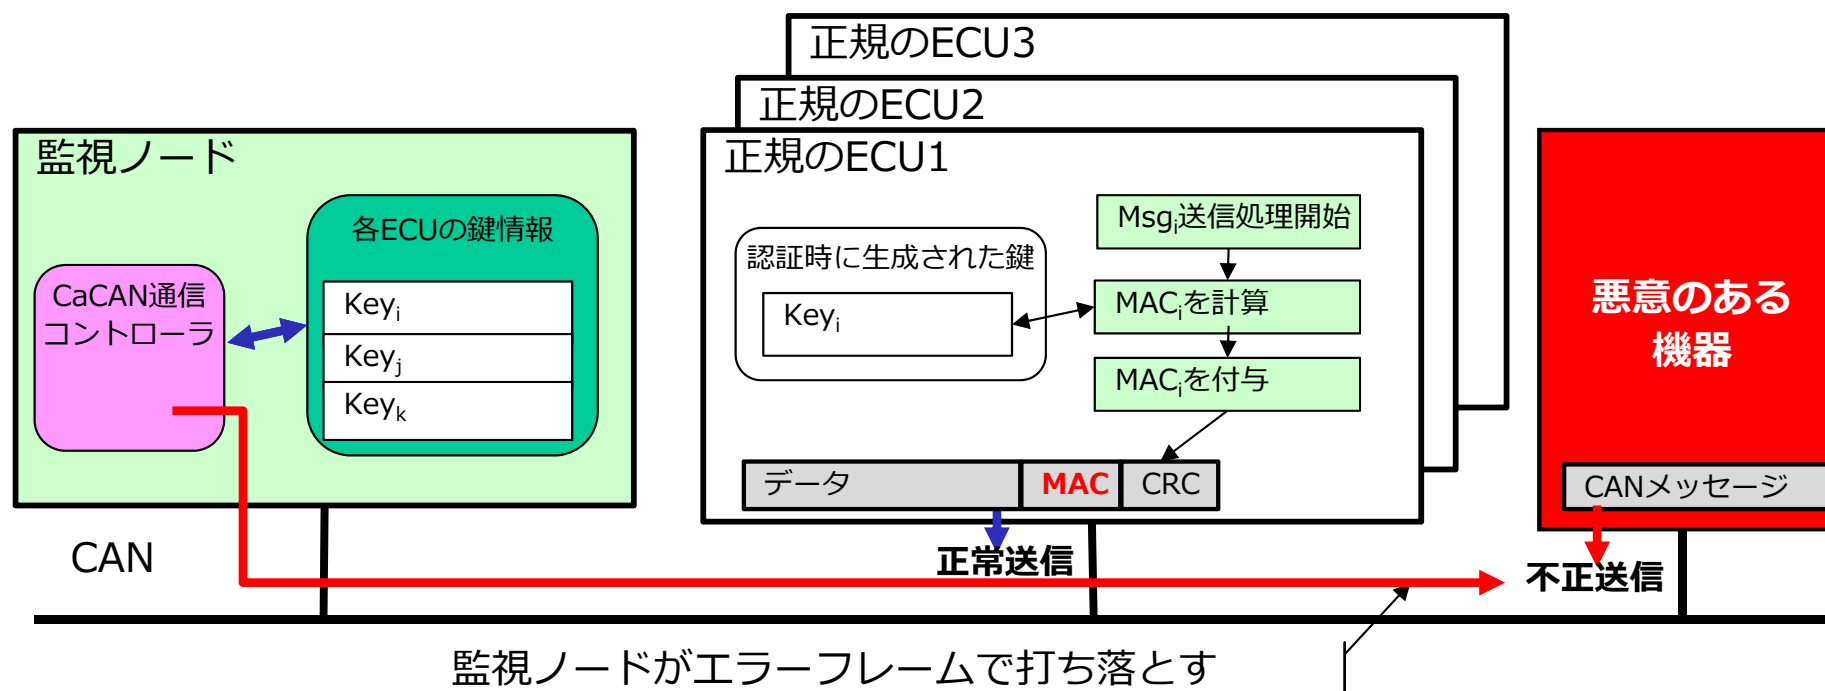 正規のECU3
正規のECU2
正規のECU1
監視ノード
各ECUの鍵情報
CaCAN通信
コントローラ
Keyi
Keyj
Keyk
認証時に生成された鍵
Keyi
Msgi送信処理開始
MACiを計算
MACiを付与
データ
MAC
CRC
悪意のある
機器
CANメッセージ
正常送信
不正送信
CAN
監視ノードがエラーフレームで打ち落とす